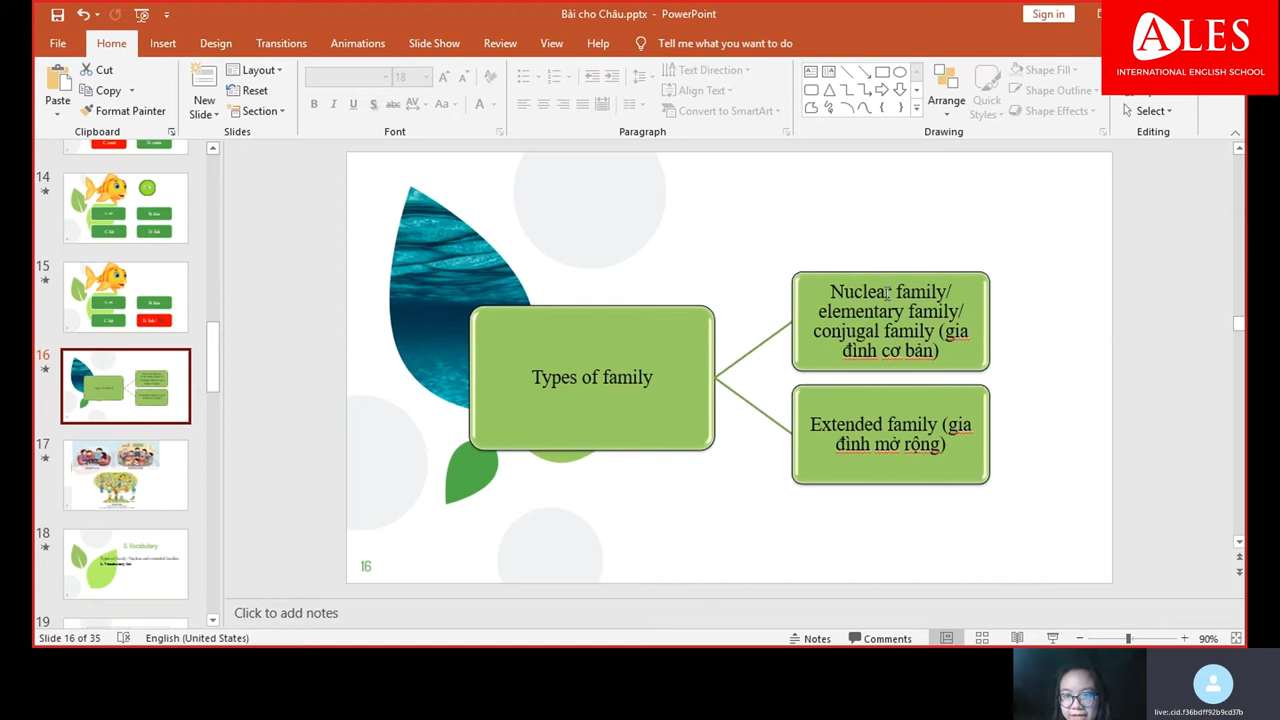 Bài cho Châu.pptx - PowerPoint
Sign in
ALES
INTERNATIONAL ENGLISH SCHOOL
File Home Insert Design Transitions Animations Slide Show Review View Help Tell me what you want to do
Paste
Cut
Copy
Format Painter
Clipboard
New Slide
Layout
Reset
Section
Slides
18
Font
Text Direction
Align Text
Convert to SmartArt
Paragraph
Arrange
Quick Styles
Shape Fill
Shape Outline
Shape Effects
Drawing
Select
Editing
14
15
16
17
18
5. Vocabulary
19
Types of family
Nuclear family/
elementary family/
conjugal family (gia
đình cơ bản)
Extended family (gia
đình mở rộng)
16
Click to add notes
Slide 16 of 35 English (United States) Notes Comments 90%
live:.cid.f36bdff92b9cd37b